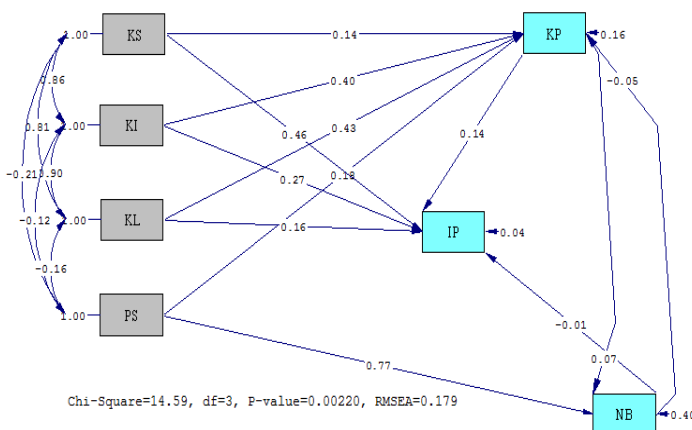 1.00 KS 0.14 KP 0.16
0.86 -0.05
0.40
0.81 1.00 KI 0.46 0.43 0.14
-0.21 0.90 0.27
-0.12 1.00 KL 0.16 IP 0.04
-0.16
1.00 PS -0.01
0.77 0.07
Chi-Square=14.59, df=3, P-value=0.00220, RMSEA=0.179
NB 0.40